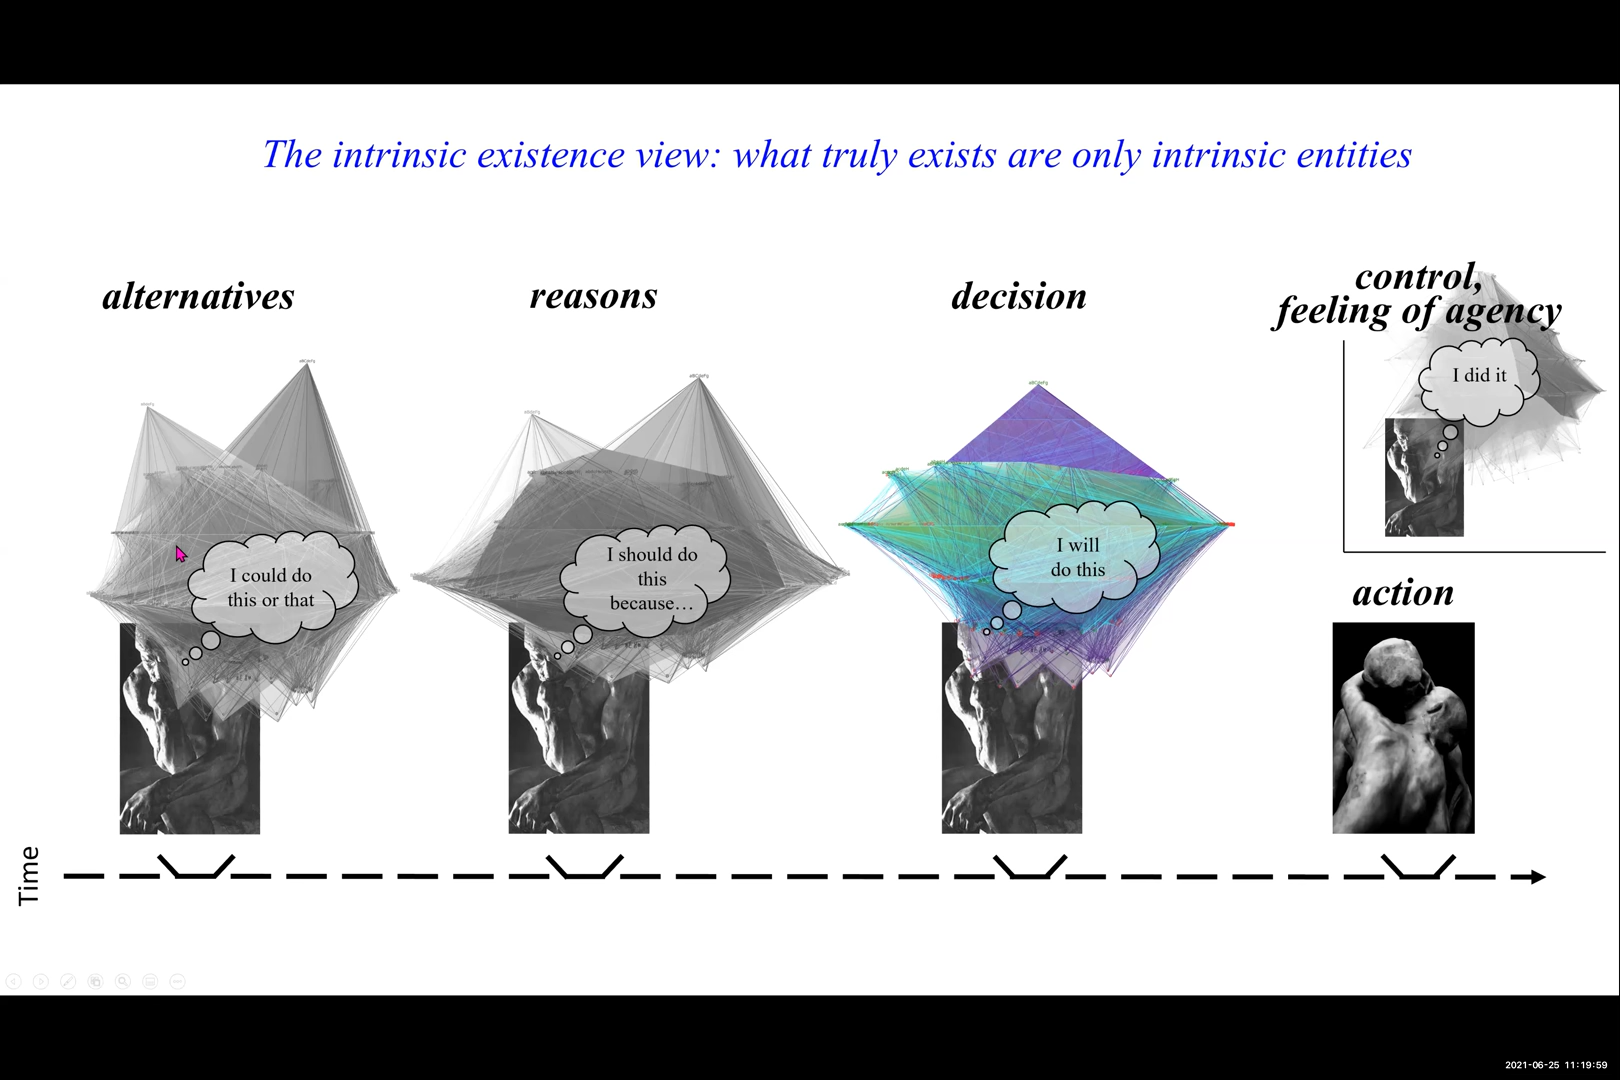 The intrinsic existence view: what truly exists are only intrinsic entities
alternatives
reasons
decision
control,
feeling of agency
I could do
this or that
I should do
this
because…
I will
do this
I did it
action
Time
2021-06-25 11:19:59